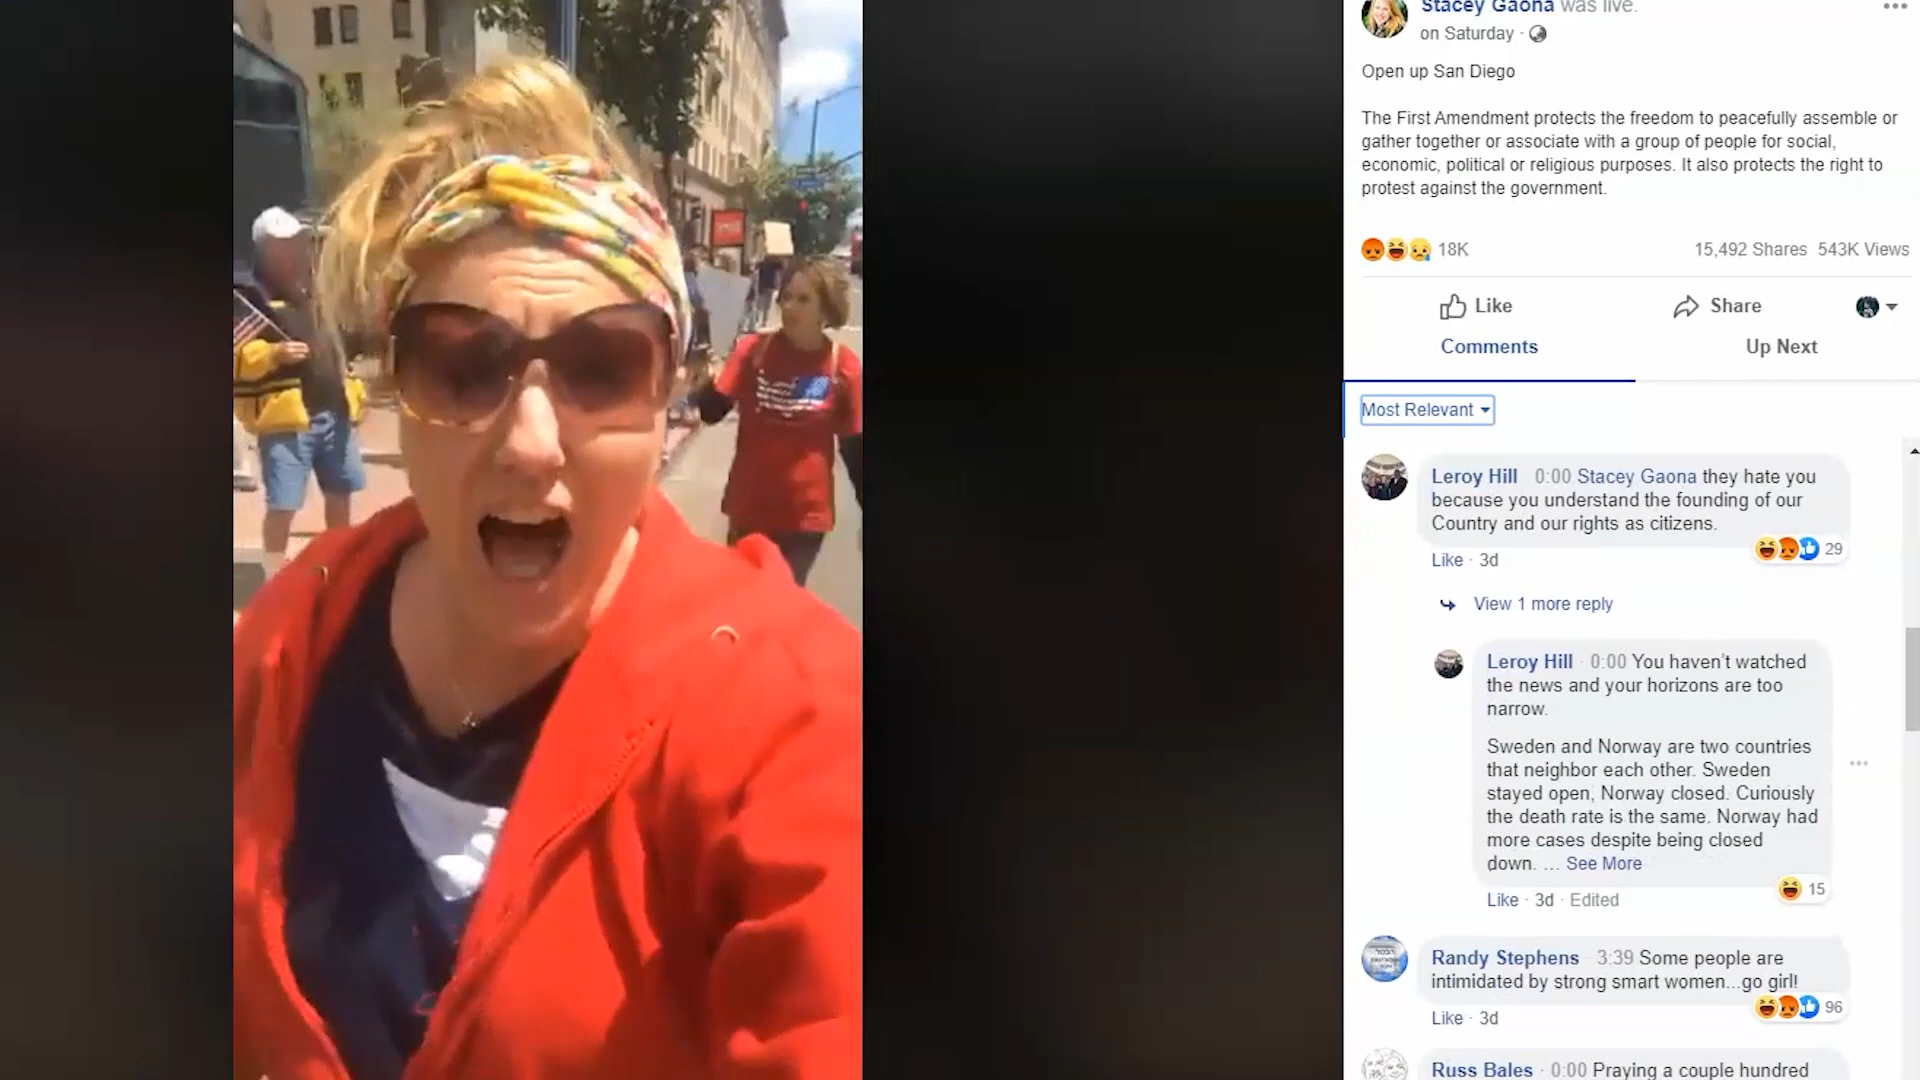 Stacey Gaona was live.
on Saturday ·
Open up San Diego
The First Amendment protects the freedom to peacefully assemble or
gather together or associate with a group of people for social,
economic, political or religious purposes. It also protects the right to
protest against the government.
18K
15,492 Shares 543K Views
Like
Share
Comments
Up Next
Most Relevant
Leroy Hill 0:00 Stacey Gaona they hate you
because you understand the founding of our
Country and our rights as citizens.
29
Like · 3d
View 1 more reply
Leroy Hill · 0:00 You haven't watched
the news and your horizons are too
narrow.
Sweden and Norway are two countries
that neighbor each other. Sweden
stayed open, Norway closed. Curiously
the death rate is the same. Norway had
more cases despite being closed
down. ... See More
15
Like · 3d · Edited
Randy Stephens · 3:39 Some people are
intimidated by strong smart women...go girl!
96
Like · 3d
Russ Bales · 0:00 Praying a couple hundred